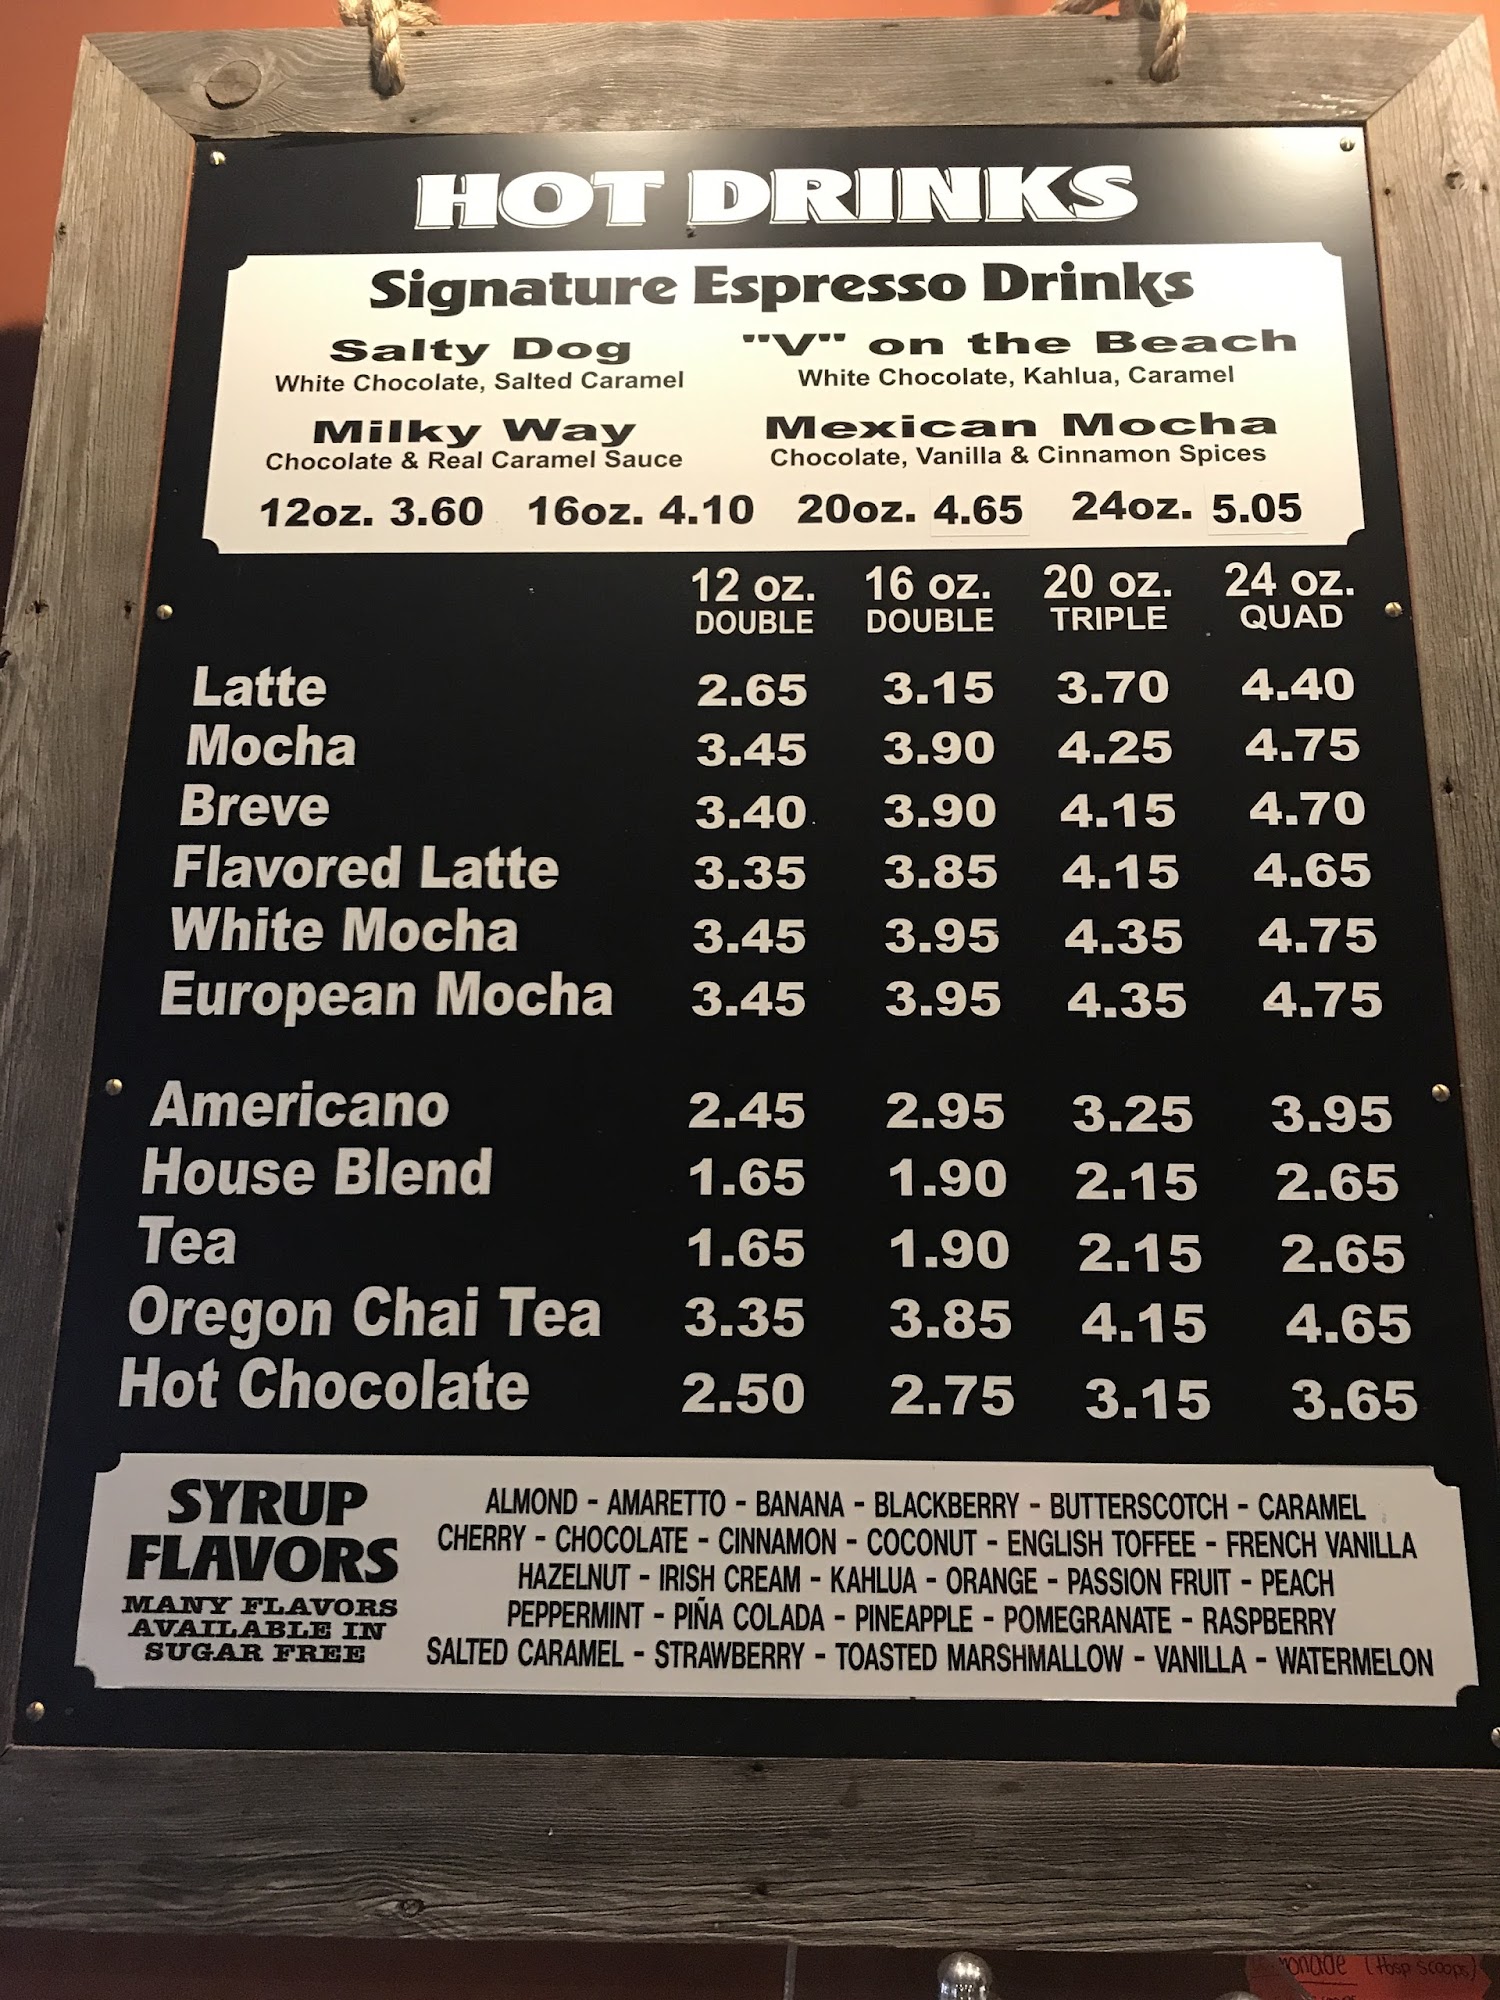 HOT DRINKS
Signature Espresso Drinks
Salty Dog
White Chocolate, Salted Caramel
"V" on the Beach
White Chocolate, Kahlua, Caramel
Milky Way
Chocolate & Real Caramel Sauce
Mexican Mocha
Chocolate, Vanilla & Cinnamon Spices
12oz. 3.60 16oz. 4.10 20oz. 4.65 24oz. 5.05
12 oz. 16 oz. 20 oz. 24 oz.
DOUBLE DOUBLE TRIPLE QUAD
Latte 2.65 3.15 3.70 4.40
Mocha 3.45 3.90 4.25 4.75
Breve 3.40 3.90 4.15 4.70
Flavored Latte 3.35 3.85 4.15 4.65
White Mocha 3.45 3.95 4.35 4.75
European Mocha 3.45 3.95 4.35 4.75
Americano 2.45 2.95 3.25 3.95
House Blend 1.65 1.90 2.15 2.65
Tea 1.65 1.90 2.15 2.65
Oregon Chai Tea 3.35 3.85 4.15 4.65
Hot Chocolate 2.50 2.75 3.15 3.65
SYRUP
FLAVORS
MANY FLAVORS
AVAILABLE IN
SUGAR FREE
ALMOND - AMARETTO - BANANA - BLACKBERRY - BUTTERSCOTCH - CARAMEL
CHERRY - CHOCOLATE - CINNAMON - COCONUT - ENGLISH TOFFEE - FRENCH VANILLA
HAZELNUT - IRISH CREAM - KAHLUA - ORANGE - PASSION FRUIT - PEACH
PEPPERMINT - PIÑA COLADA - PINEAPPLE - POMEGRANATE - RASPBERRY
SALTED CARAMEL - STRAWBERRY - TOASTED MARSHMALLOW - VANILLA - WATERMELON
(tbsp scoops)